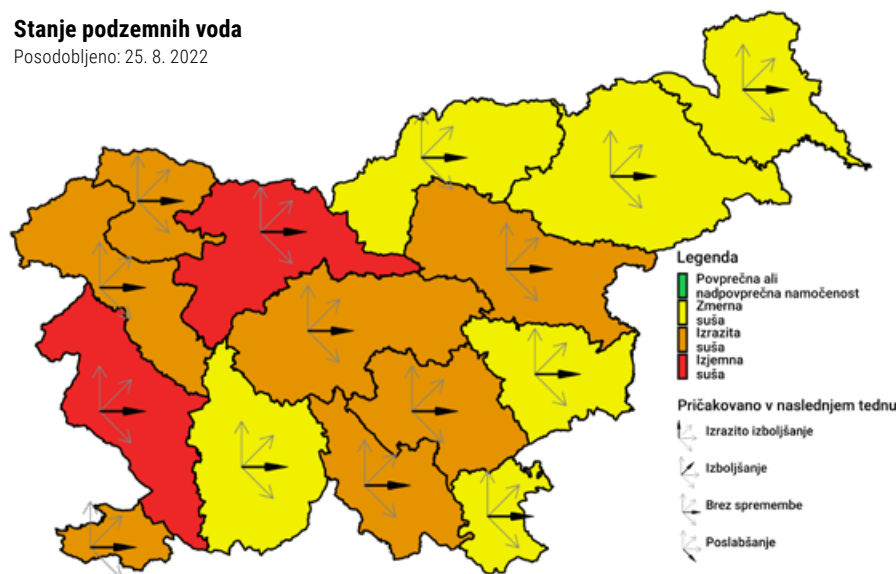 Stanje podzemnih voda
Posodobljeno: 25. 8. 2022
Legenda
Povprečna ali
nadpovprečna namočenost
Zmerna
suša
Izrazita
suša
Izjemna
suša
Pričakovano v naslednjem tednu
Izrazito izboljšanje
Izboljšanje
Brez spremembe
Poslabšanje